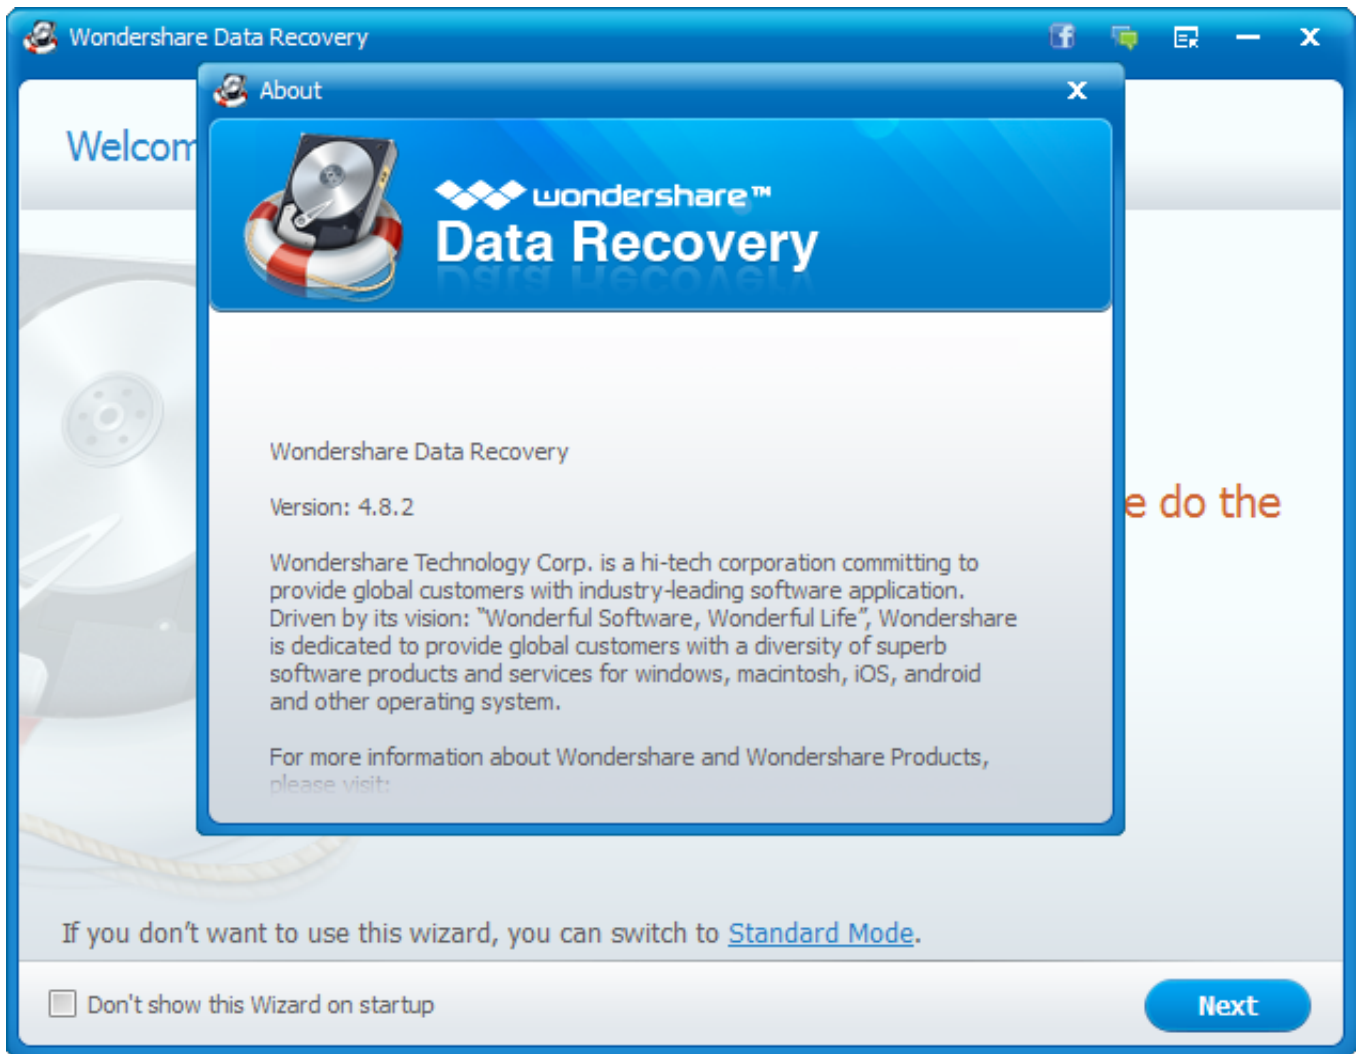 Wondershare Data Recovery
About
Welcom
wondershare™
Data Recovery
Wondershare Data Recovery
Version: 4.8.2
e do the
Wondershare Technology Corp. is a hi-tech corporation committing to
provide global customers with industry-leading software application.
Driven by its vision: “Wonderful Software, Wonderful Life”, Wondershare
is dedicated to provide global customers with a diversity of superb
software products and services for windows, macintosh, iOS, android
and other operating system.
For more information about Wondershare and Wondershare Products,
please visit:
If you don’t want to use this wizard, you can switch to Standard Mode.
Don't show this Wizard on startup
Next